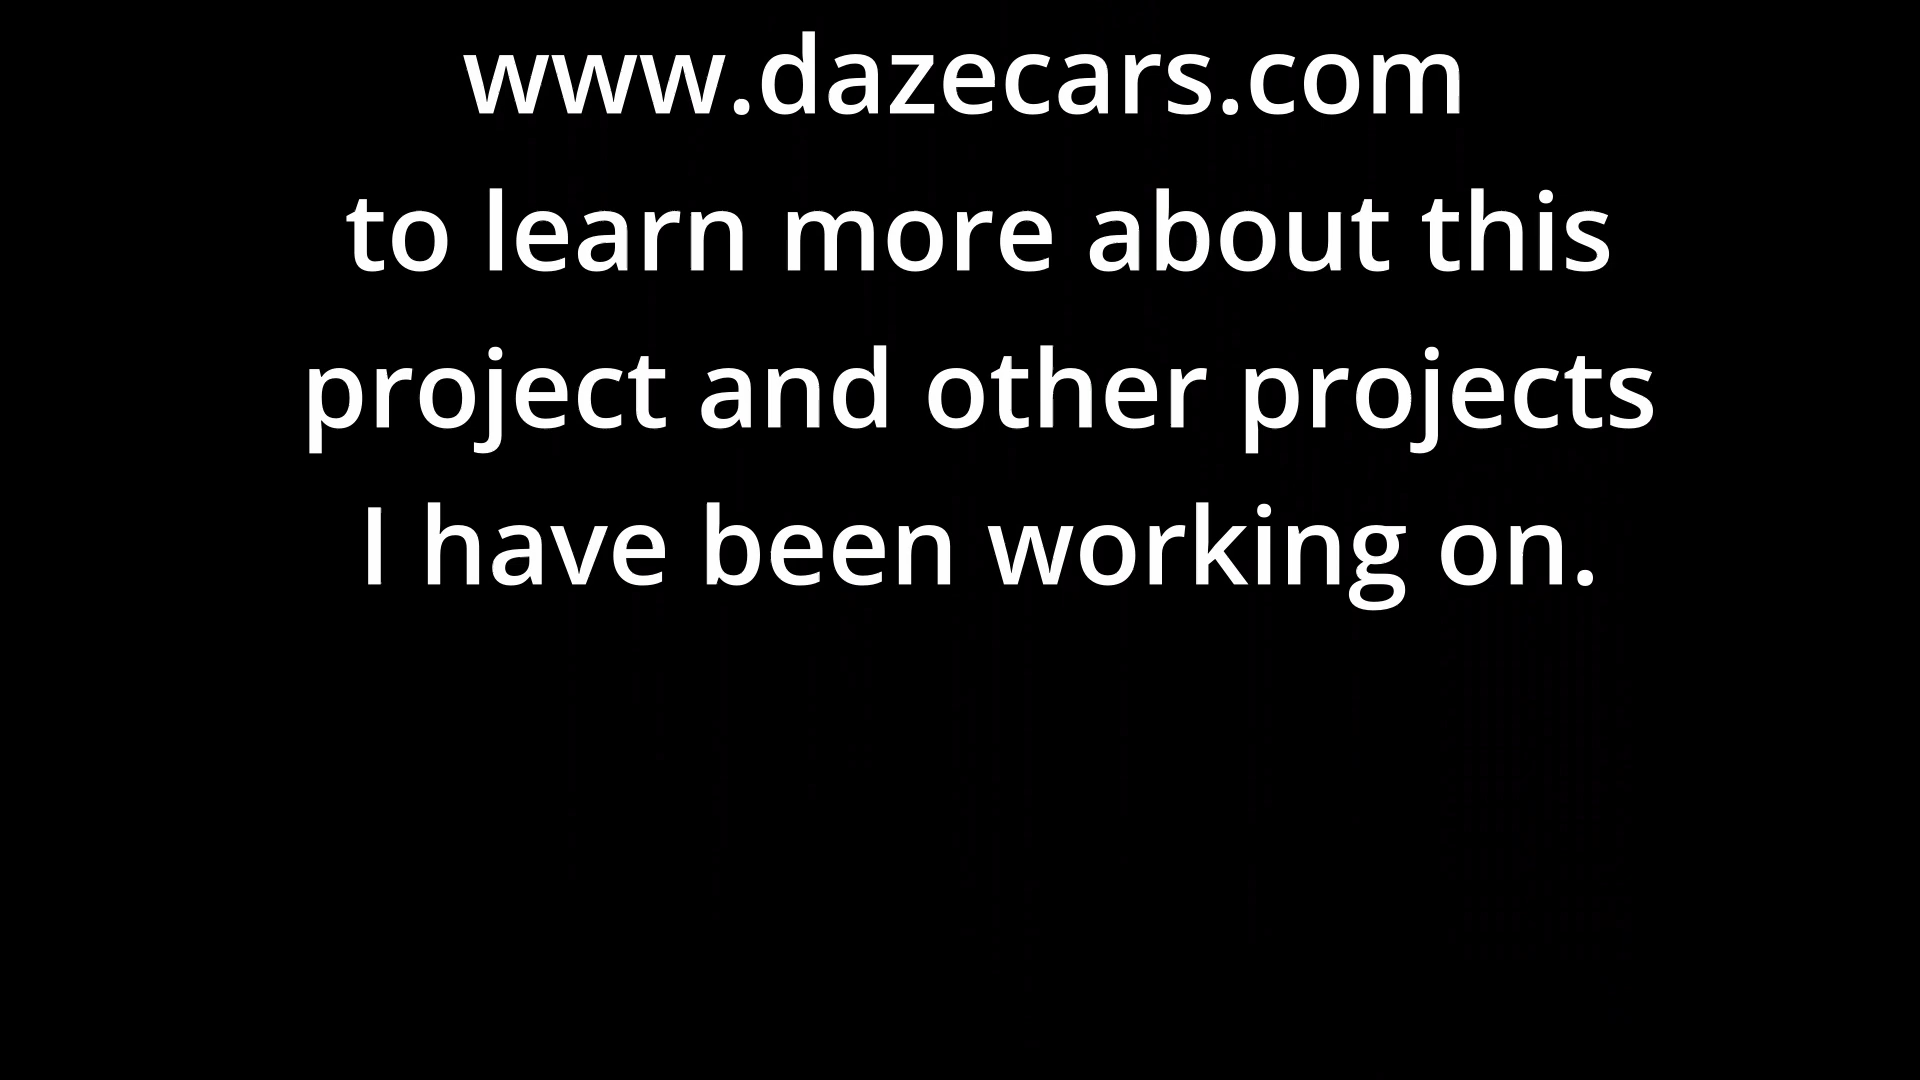 www.dazecars.com
to learn more about this
project and other projects
I have been working on.